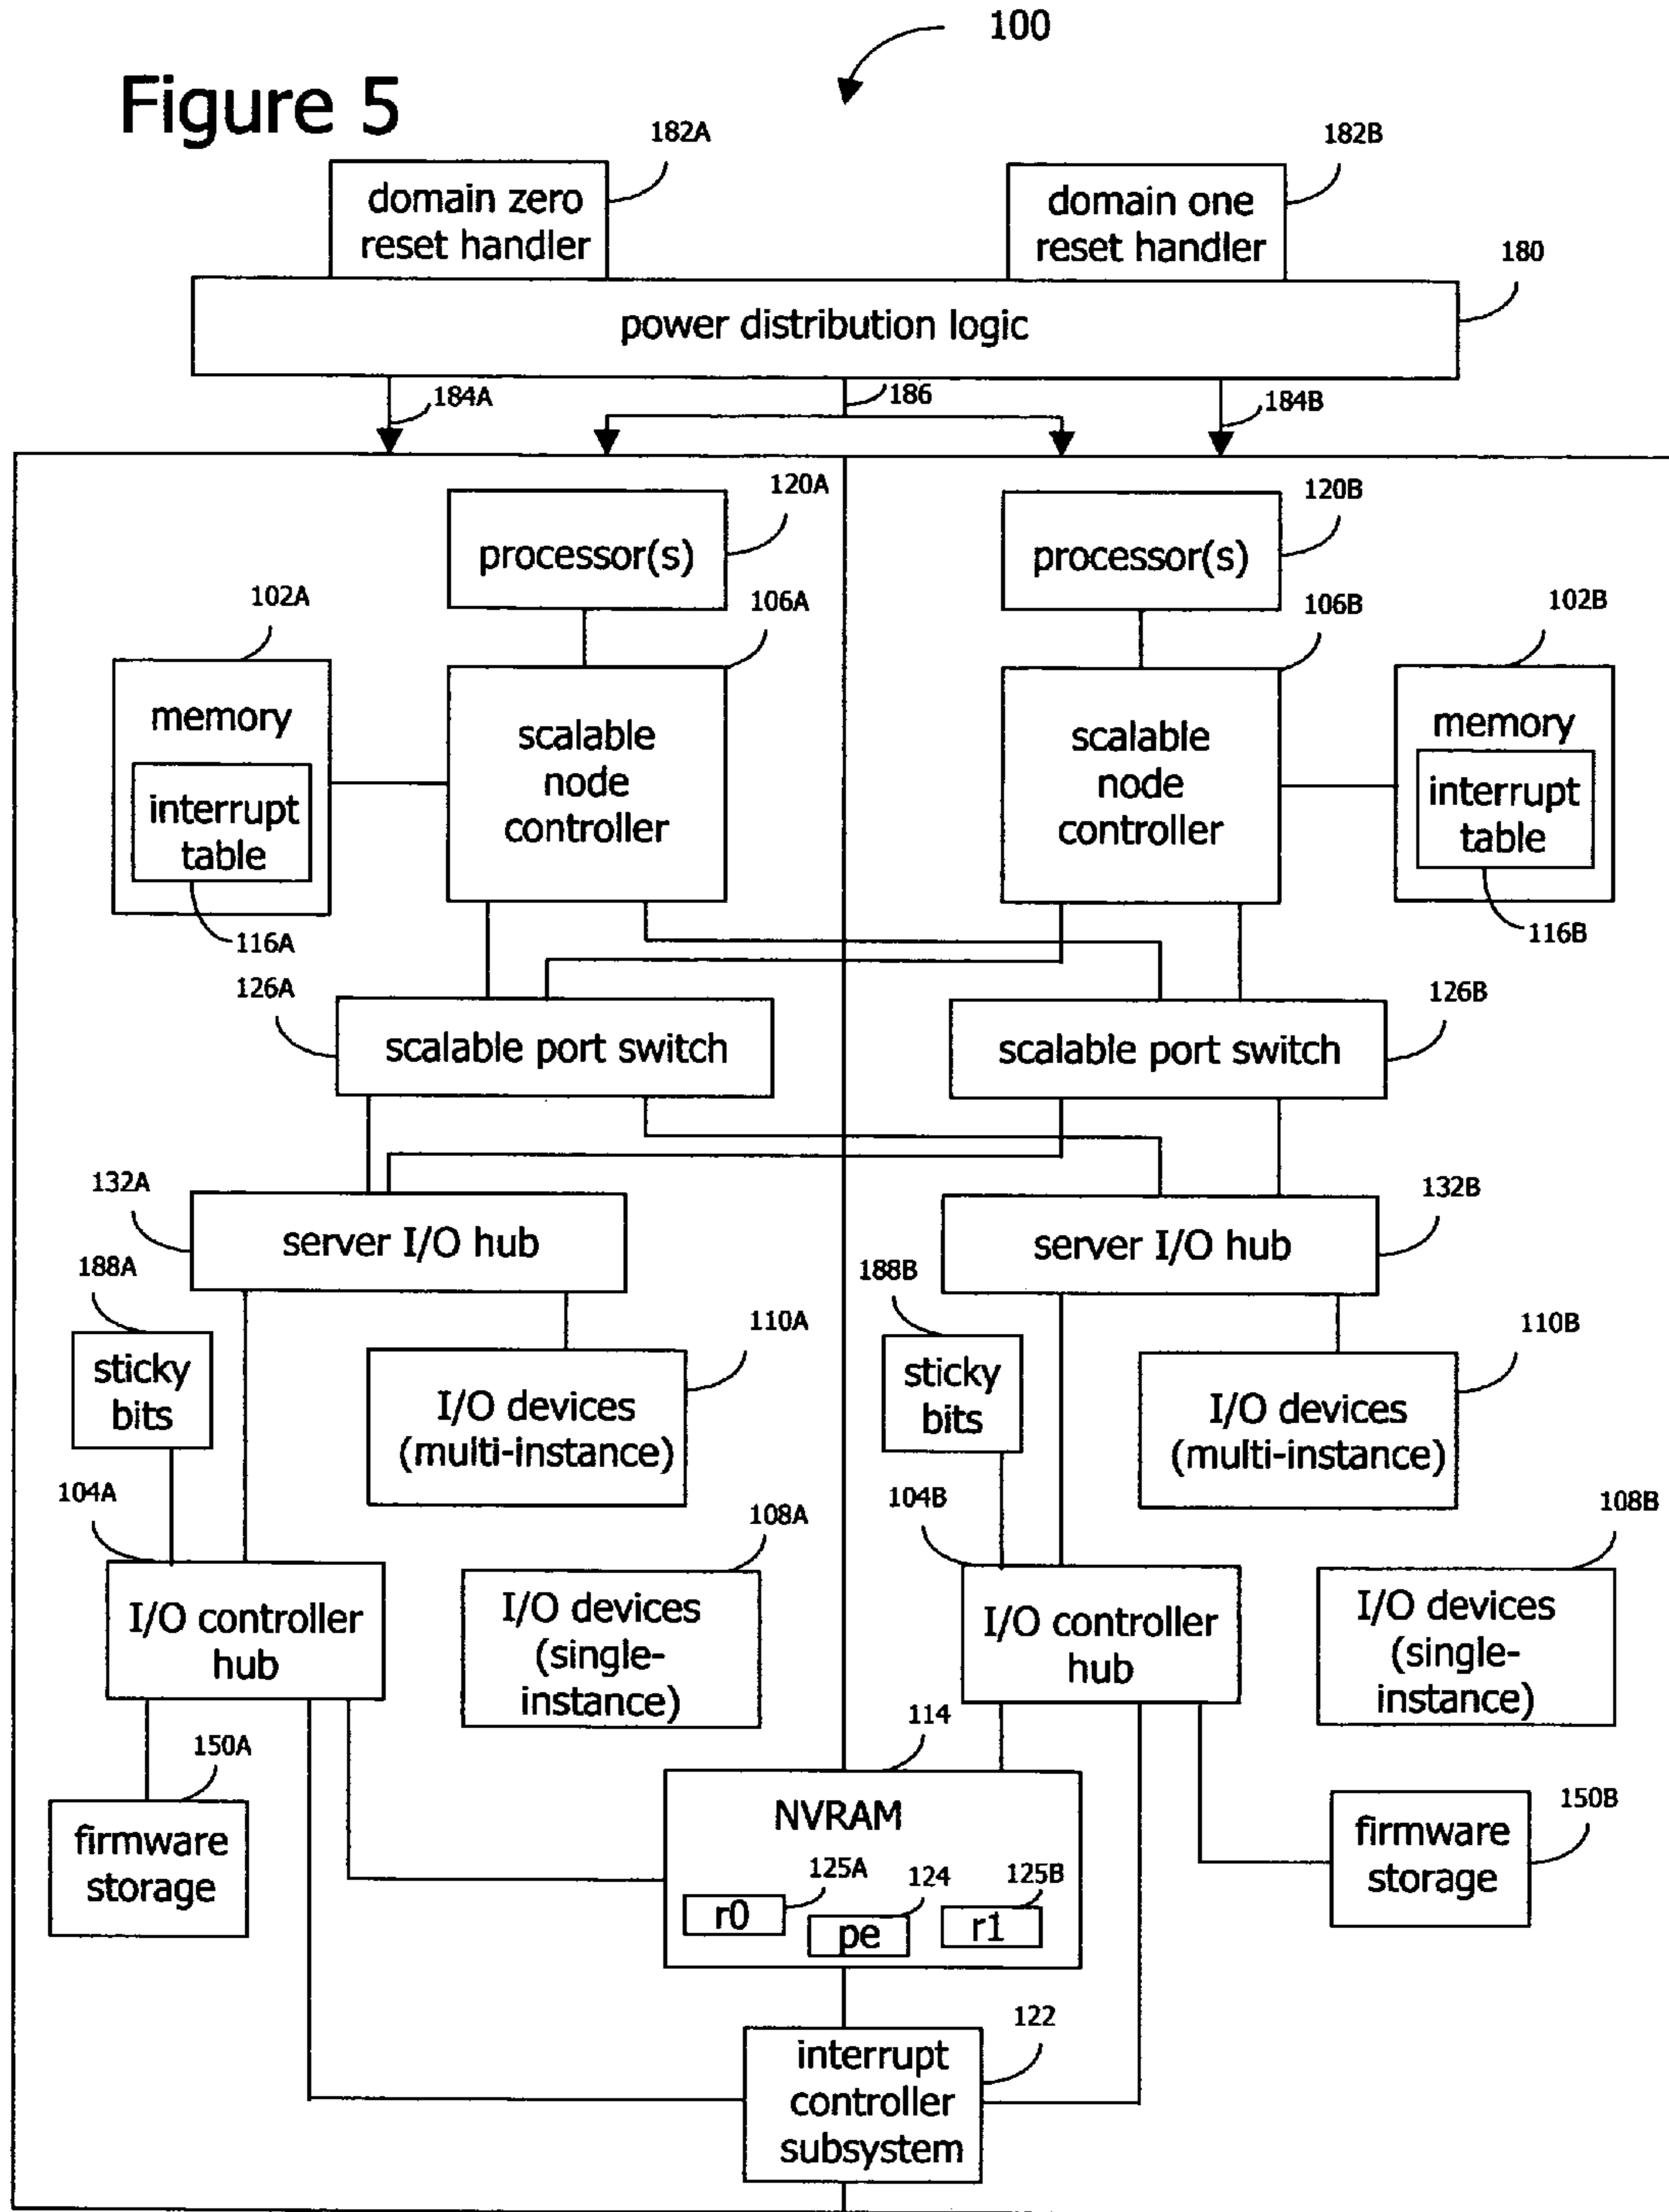 100
Figure 5
182A
182B
domain zero
reset handler
domain one
reset handler
180
power distribution logic
184A
186
184B
120A
120B
processor(s)
processor(s)
102A
106A
106B
102B
memory
scalable
node
controller
scalable
node
controller
memory
interrupt
table
interrupt
table
116A
116B
126A
126B
scalable port switch
scalable port switch
132A
132B
server I/O hub
server I/O hub
188A
188B
110A
110B
sticky
bits
I/O devices
(multi-instance)
sticky
bits
I/O devices
(multi-instance)
104A
108A
104B
108B
I/O controller
hub
I/O devices
(single-
instance)
I/O controller
hub
I/O devices
(single-
instance)
114
150A
150B
firmware
storage
NVRAM
firmware
storage
125A
124
125B
r0
pe
r1
122
interrupt
controller
subsystem